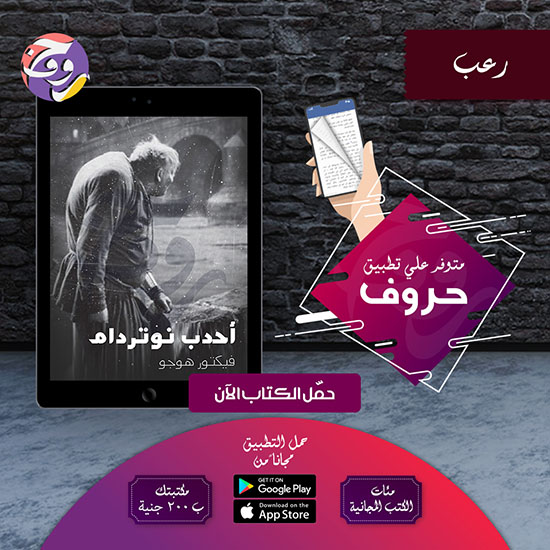 حروف
رعب
متوفر علي تطبيق
حروف
أحدب نوتردام
فيكتور هوجو
حمّل الكتاب الآن
حمل التطبيق
مجاناً من
GET IT ON
Google Play
Download on the
App Store
مكتبتك
ب ٢٠٠ جنية
مئات
الكتب المجانية